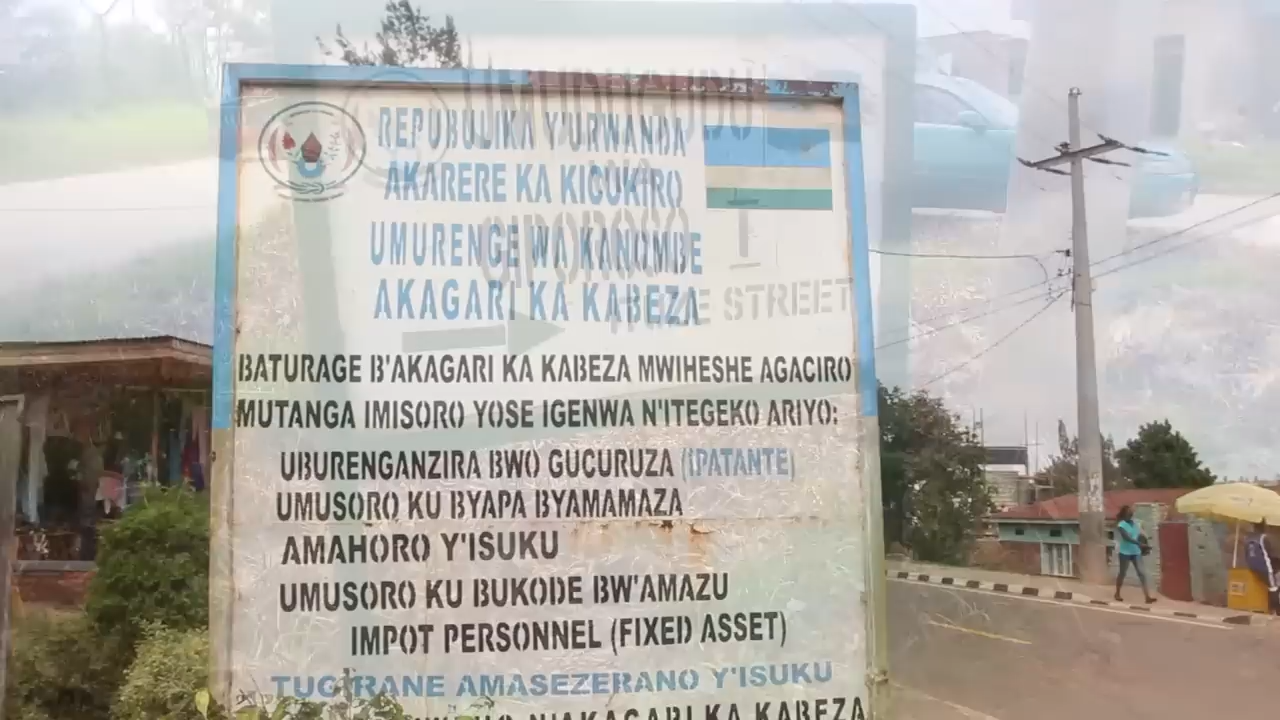 REPUBULIKA Y'URWANDA
AKARERE KA KICUKIRO
UMURENGE WA KANOMBE
AKAGARI KA KABEZA
STREET
BATURAGE B'AKAGARI KA KABEZA MWIHESHE AGACIRO
MUTANGA IMISORO YOSE IGENWA N'ITEGEKO ARIYO:
UBURENGANZIRA BWO GUCURUZA (IPATANTE)
UMUSORO KU BYAPA BYAMAMAZA
AMAHORO Y'ISUKU
UMUSORO KU BUKODE BW'AMAZU
IMPOT PERSONNEL (FIXED ASSET)
TUGIRANE AMASEZERANO Y'ISUKU
KA KABEZA